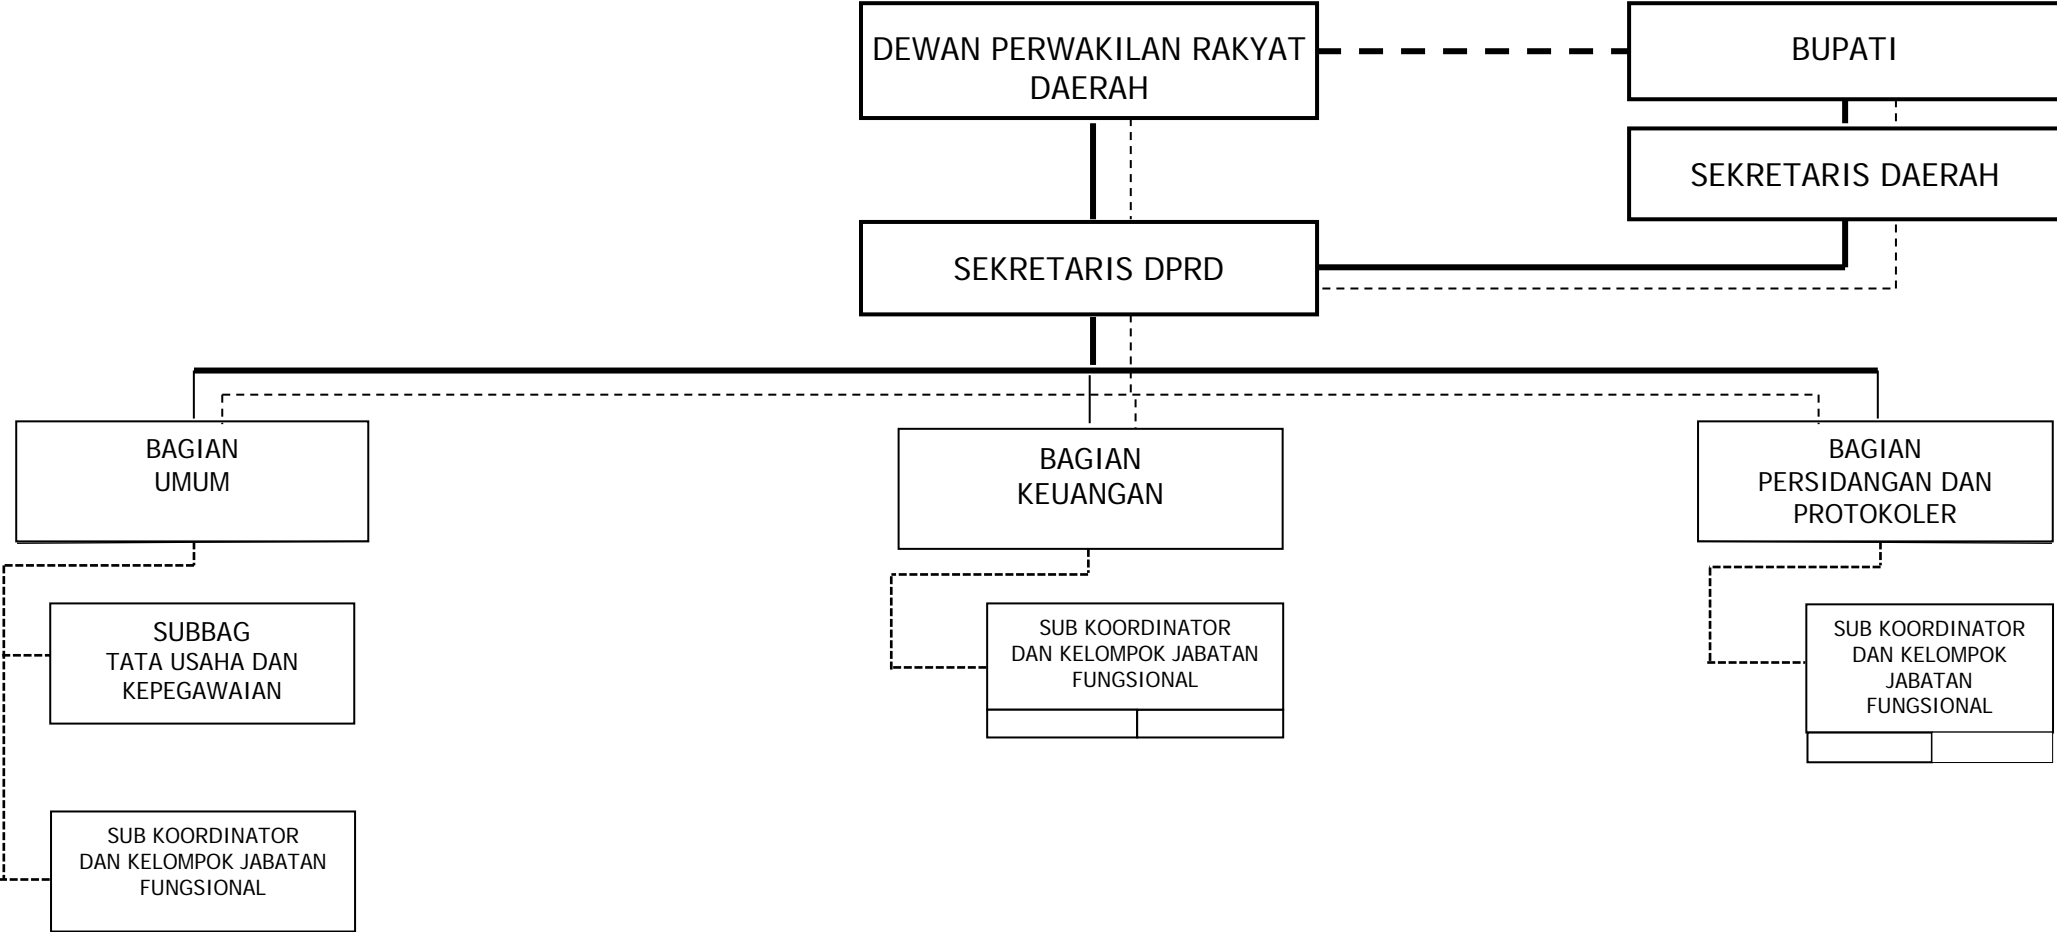 DEWAN PERWAKILAN RAKYAT
DAERAH
BUPATI
SEKRETARIS DAERAH
SEKRETARIS DPRD
BAGIAN
UMUM
BAGIAN
KEUANGAN
BAGIAN
PERSIDANGAN DAN
PROTOKOLER
SUBBAG
TATA USAHA DAN
KEPEGAWAIAN
SUB KOORDINATOR
DAN KELOMPOK JABATAN
FUNGSIONAL
SUB KOORDINATOR
DAN KELOMPOK
JABATAN
FUNGSIONAL
SUB KOORDINATOR
DAN KELOMPOK JABATAN
FUNGSIONAL